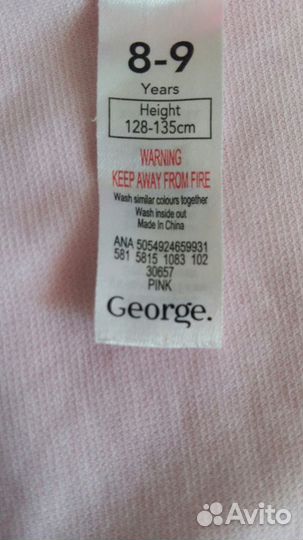 8-9
Years
Height
128-135cm
WARNING
KEEP AWAY FROM FIRE
Wash similar colours together
Wash inside out
Made In China
ANA 5054924659931
581 5815 1083 102
30657
PINK
George.
Avito